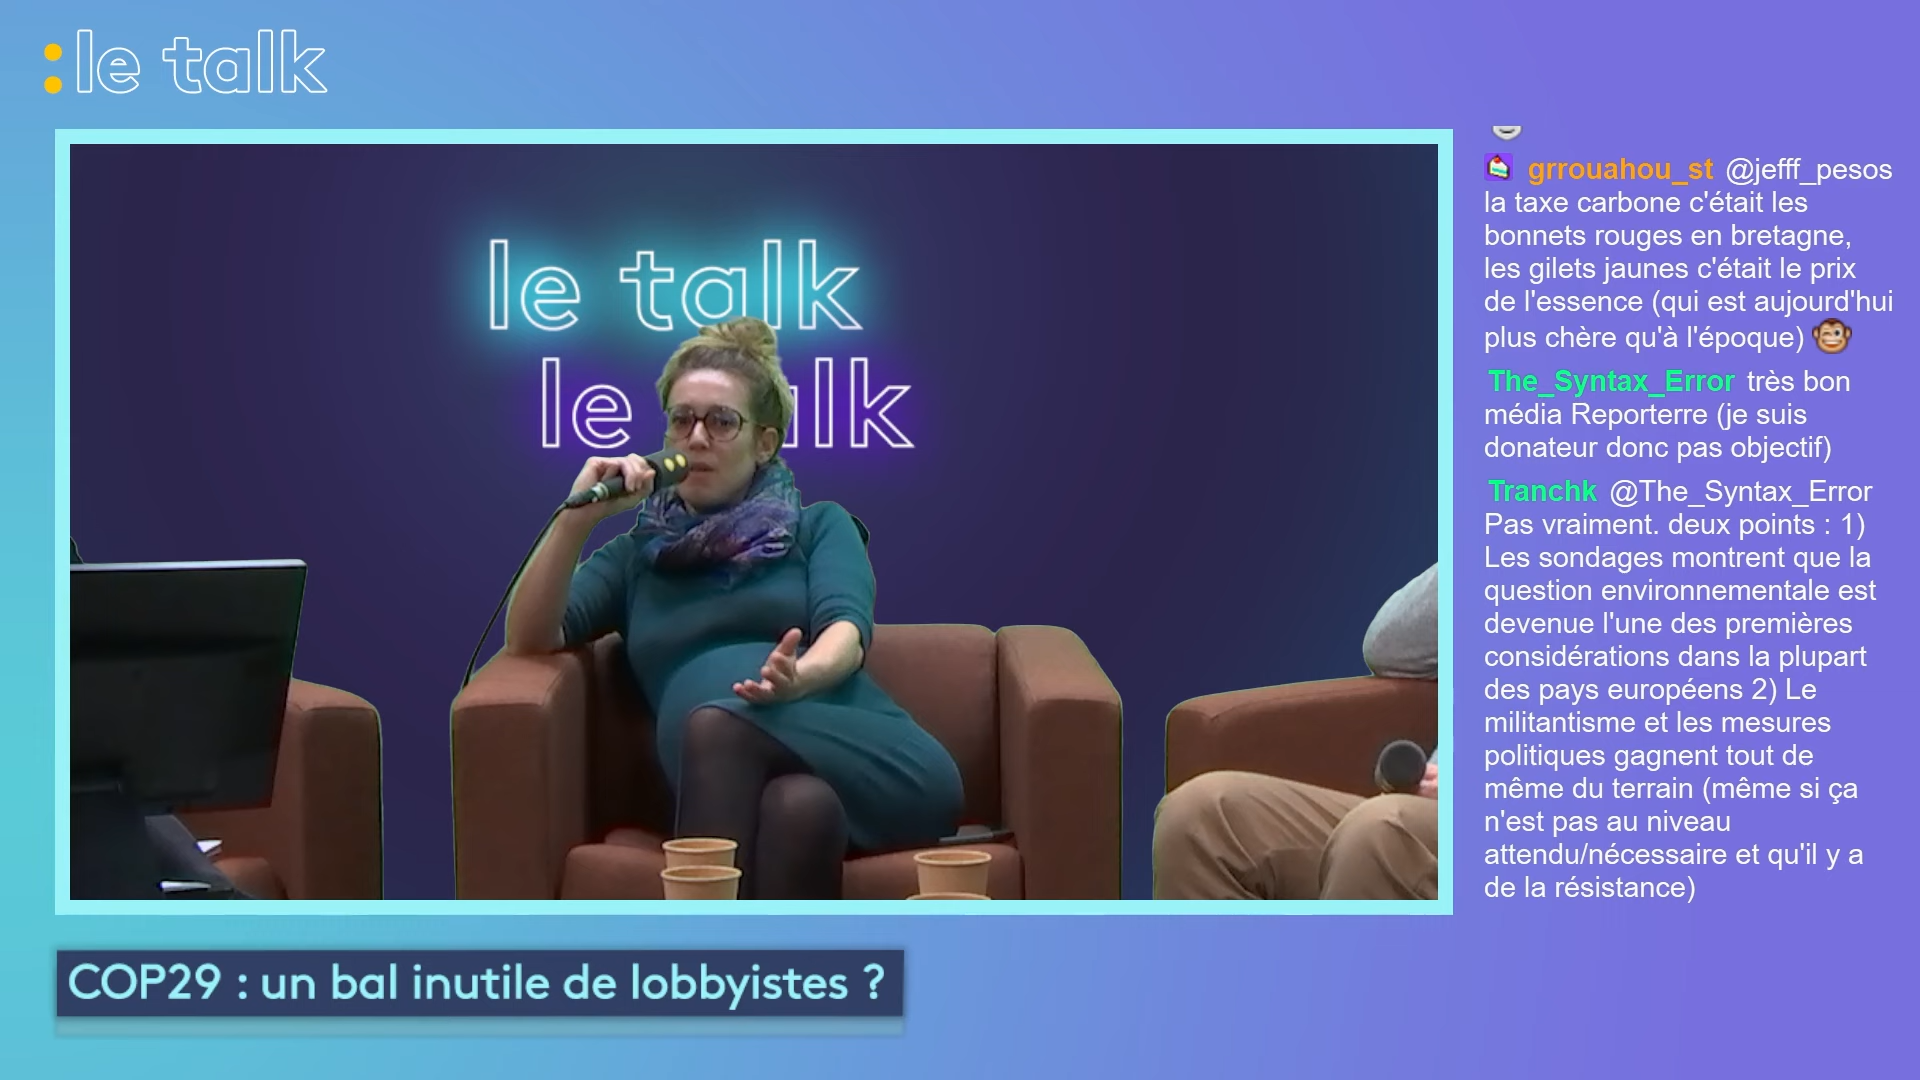 :le talk
le talk
le alk
grrouahou_st @jefff_pesos
la taxe carbone c'était les
bonnets rouges en bretagne,
les gilets jaunes c'était le prix
de l'essence (qui est aujourd'hui
plus chère qu'à l'époque)
The_Syntax_Error très bon
média Reporterre (je suis
donateur donc pas objectif)
Tranchk @The_Syntax_Error
Pas vraiment. deux points : 1)
Les sondages montrent que la
question environnementale est
devenue l'une des premières
considérations dans la plupart
des pays européens 2) Le
militantisme et les mesures
politiques gagnent tout de
même du terrain (même si ça
n'est pas au niveau
attendu/nécessaire et qu'il y a
de la résistance)
COP29 : un bal inutile de lobbyistes ?